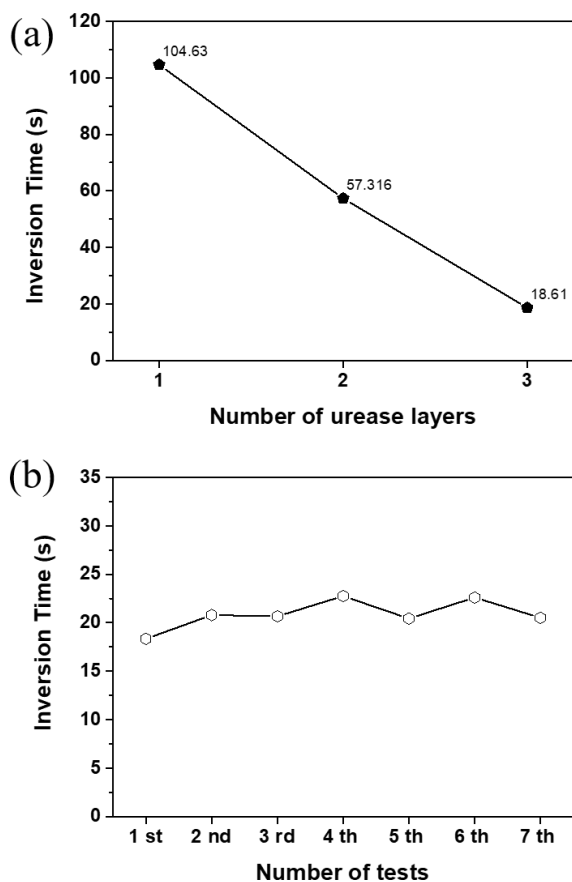 (a)
120
100
80
60
40
20
0
Inversion Time (s)
104.63
57.316
18.61
1 2 3
Number of urease layers
(b)
35
30
25
20
15
10
5
0
Inversion Time (s)
1 st 2 nd 3 rd 4 th 5 th 6 th 7 th
Number of tests